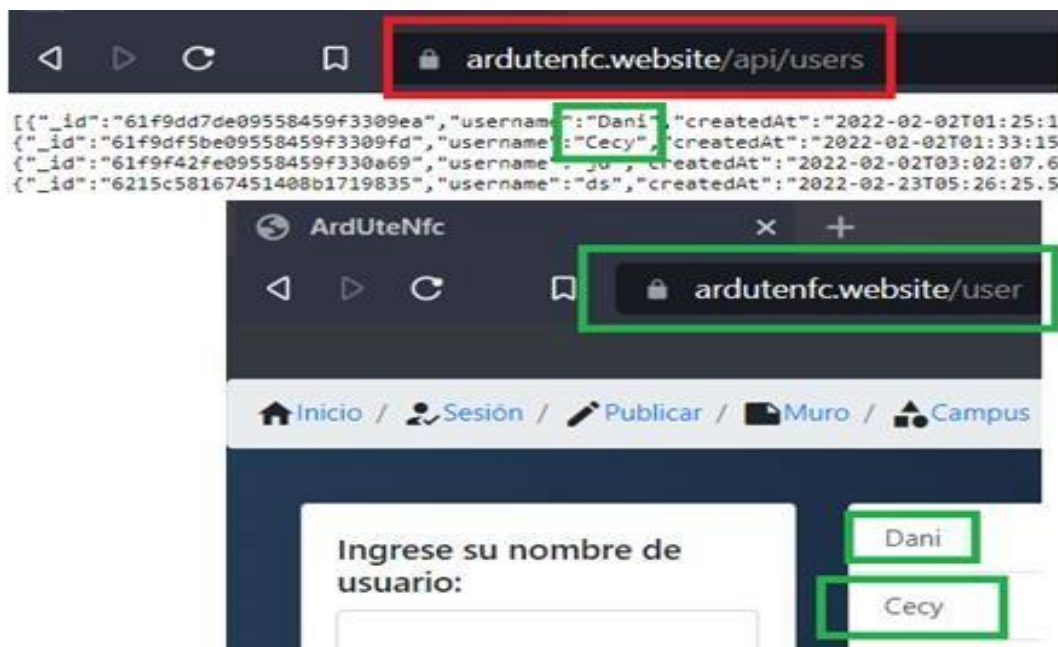 ardutenfc.website/api/users
[{"_id":"61f9dd7de09558459f3309ea","username":"Dani","createdAt":"2022-02-02T01:25:1
{"_id":"61f9df5be09558459f3309fd","username":"Cecy","createdAt":"2022-02-02T01:33:15
{"_id":"61f9f42fe09558459f330a69","username":"jd","createdAt":"2022-02-02T03:02:07.6
{"_id":"6215c58167451408b1719835","username":"ds","createdAt":"2022-02-23T05:26:25.5
ArdUteNfc
ardutenfc.website/user
Inicio / Sesión / Publicar / Muro / Campus
Ingrese su nombre de
usuario:
Dani
Cecy